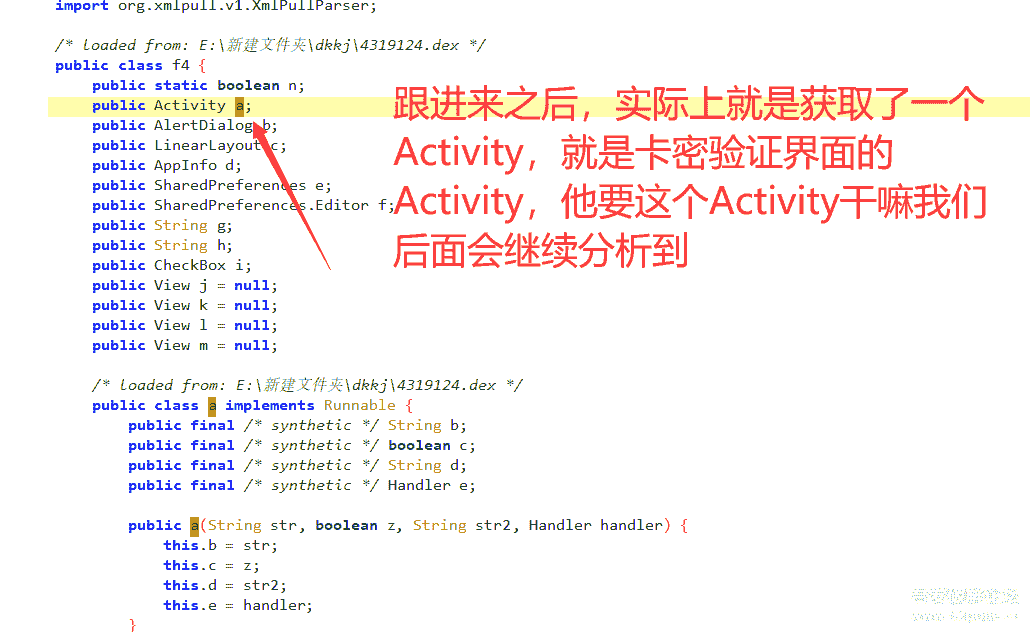 import org.xmlpull.v1.XmlPullParser;
/* loaded from: E:\新建文件夹\dkkj\4319124.dex */
public class f4 {
public static boolean n;
public Activity a;
public AlertDialog b;
public LinearLayout c;
public AppInfo d;
public SharedPreferences e;
public SharedPreferences.Editor f;
public String g;
public String h;
public CheckBox i;
public View j = null;
public View k = null;
public View l = null;
public View m = null;
跟进来之后，实际上就是获取了一个
Activity，就是卡密验证界面的
Activity，他要这个Activity干嘛我们
后面会继续分析到
/* loaded from: E:\新建文件夹\dkkj\4319124.dex */
public class a implements Runnable {
public final /* synthetic */ String b;
public final /* synthetic */ boolean c;
public final /* synthetic */ String d;
public final /* synthetic */ Handler e;
public a(String str, boolean z, String str2, Handler handler) {
this.b = str;
this.c = z;
this.d = str2;
this.e = handler;
}